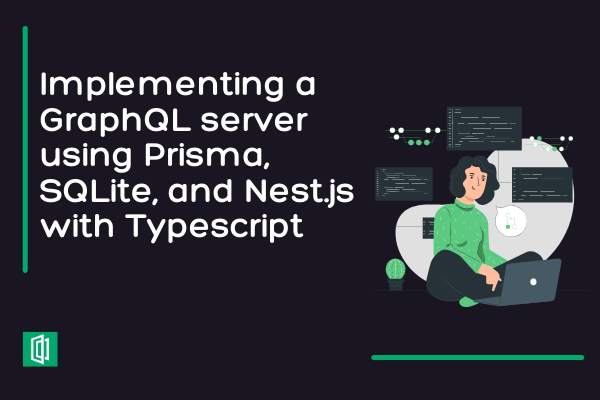 Implementing a
GraphQL server
using Prisma,
SQLite, and Nest.js
with Typescript